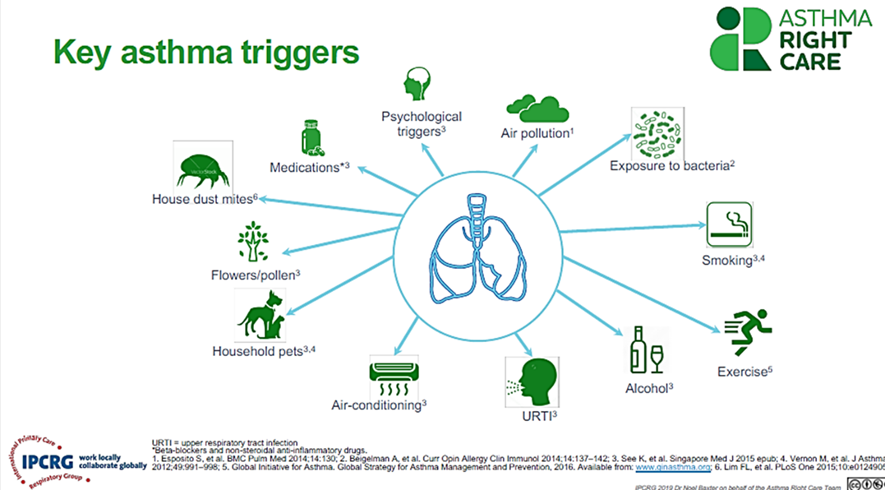 Key asthma triggers
ASTHMA
RIGHT
CARE
Psychological
triggers3
Air pollution1
Medications*3
Exposure to bacteria2
House dust mites6
Flowers/pollen3
Smoking3,4
Household pets3,4
Air-conditioning3
URTI3
Alcohol3
Exercise5
International Primary Care
Respiratory Group
IPCRG
work locally
collaborate globally
URTI = upper respiratory tract infection
*Beta-blockers and non-steroidal anti-inflammatory drugs.
1. Esposito S, et al. BMC Pulm Med 2014;14:130; 2. Beigelman A, et al. Curr Opin Allergy Clin Immunol 2014;14:137–142; 3. See K, et al. Singapore Med J 2015 epub; 4. Vernon M, et al. J Asthma
2012;49:991–998; 5. Global Initiative for Asthma. Global Strategy for Asthma Management and Prevention, 2016. Available from: www.ginasthma.org; 6. Lim FL, et al. PLoS One 2015;10:e0124905
IPCRG 2019 Dr Noel Baxter on behalf of the Asthma Right Care Team